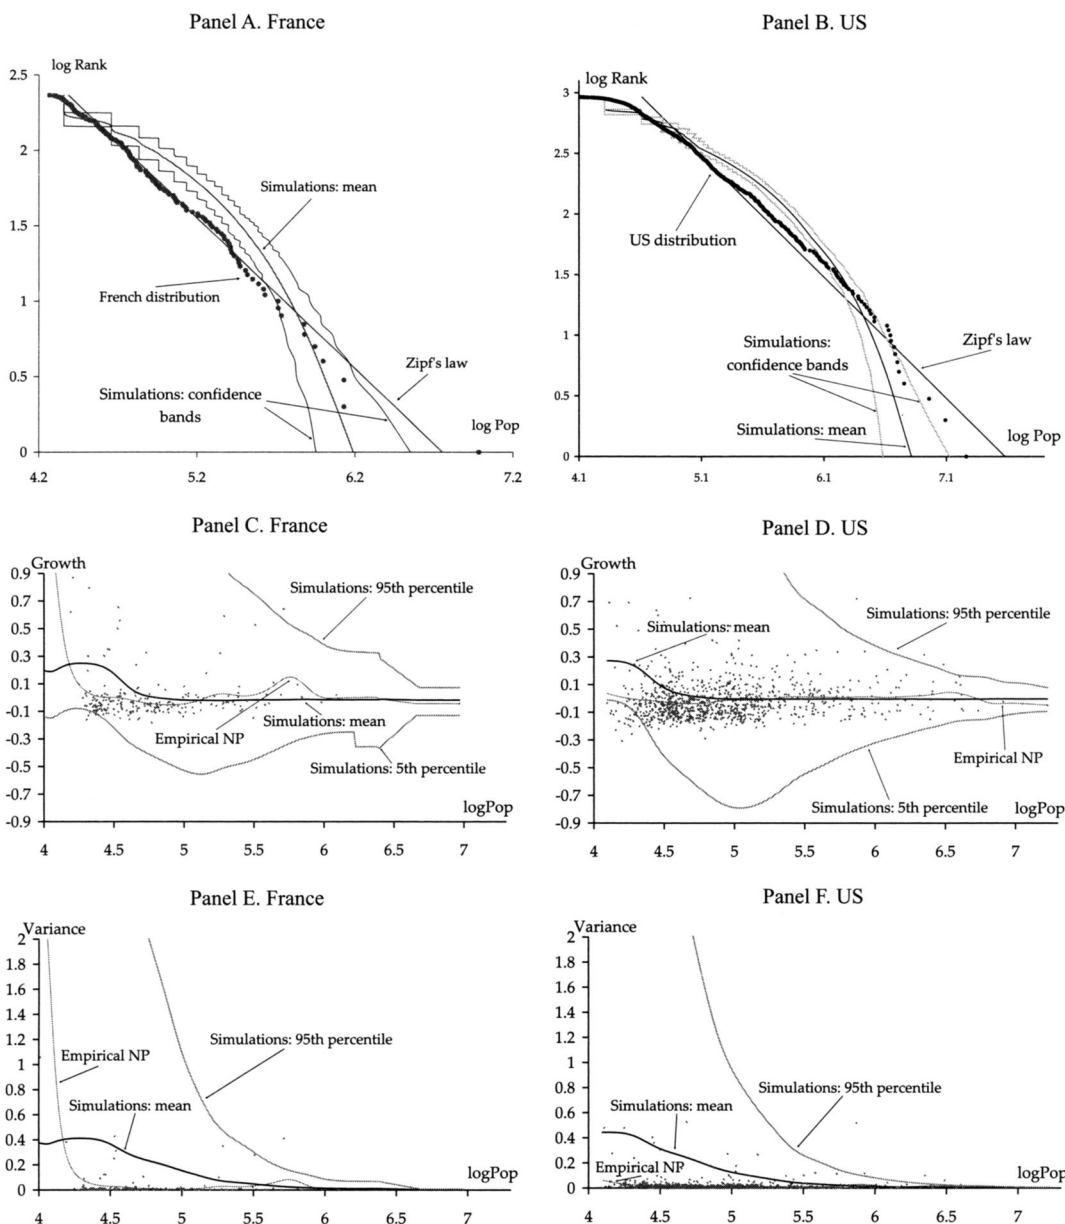 Panel A. France
log Rank
2.5
2
1.5
1
0.5
0
4.2
5.2
6.2
7.2
Simulations: mean
French distribution
Zipf's law
Simulations: confidence
bands
log Pop
Panel B. US
log Rank
3
2.5
2
1.5
1
0.5
0
4.1
5.1
6.1
7.1
US distribution
Simulations:
confidence bands
Zipf's law
Simulations: mean
log Pop
Panel C. France
Growth
0.9
0.7
0.5
0.3
0.1
-0.1
-0.3
-0.5
-0.7
-0.9
Simulations: 95th percentile
Simulations: mean
Empirical NP
Simulations: 5th percentile
logPop
4
4.5
5
5.5
6
6.5
7
Panel D. US
Growth
0.9
0.7
0.5
0.3
0.1
-0.1
-0.3
-0.5
-0.7
-0.9
Simulations: 95th percentile
Simulations: mean
Empirical NP
Simulations: 5th percentile
logPop
4
4.5
5
5.5
6
6.5
7
Panel E. France
Variance
2
1.8
1.6
1.4
1.2
1
0.8
0.6
0.4
0.2
0
Simulations: 95th percentile
Empirical NP
Simulations: mean
logPop
4
4.5
5
5.5
6
6.5
7
Panel F. US
Variance
2
1.8
1.6
1.4
1.2
1
0.8
0.6
0.4
0.2
0
Simulations: 95th percentile
Simulations: mean
Empirical NP
logPop
4
4.5
5
5.5
6
6.5
7